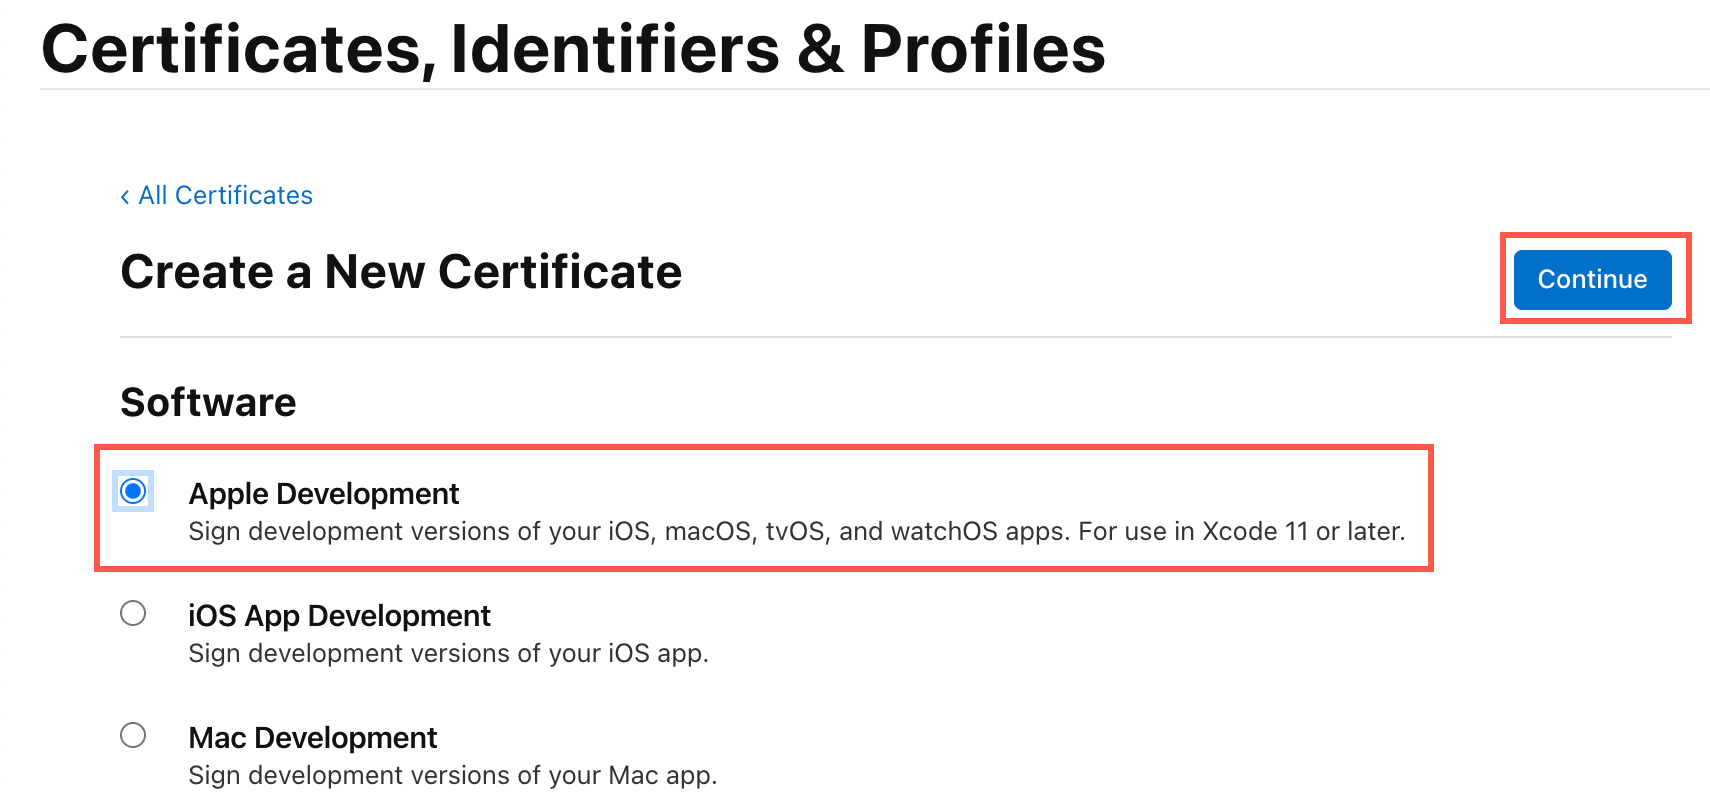 Certificates, Identifiers & Profiles
‹ All Certificates
Create a New Certificate
Continue
Software
Apple Development
Sign development versions of your iOS, macOS, tvOS, and watchOS apps. For use in Xcode 11 or later.
iOS App Development
Sign development versions of your iOS app.
Mac Development
Sign development versions of your Mac app.